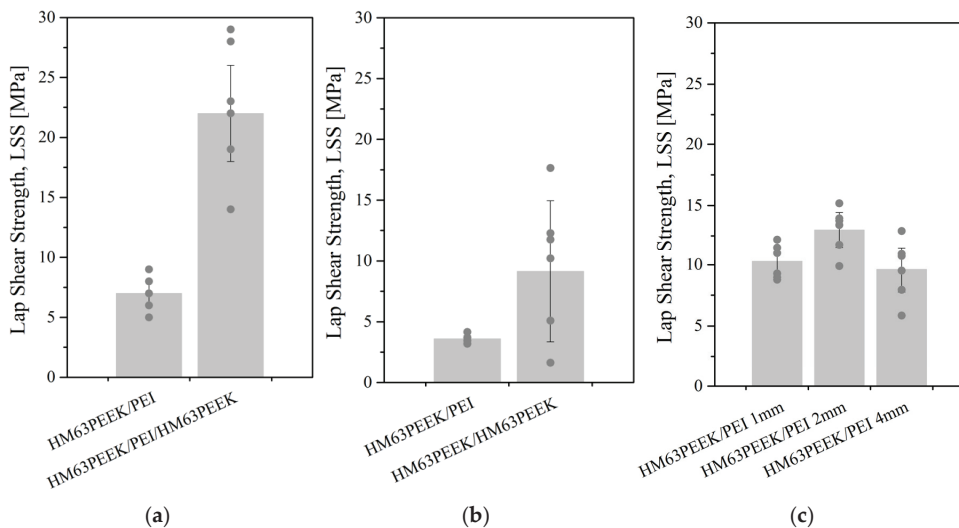 Lap Shear Strength, LSS [MPa]
30
25
20
15
10
5
0
HM63PEEK/PEI
HM63PEEK/PEI/HM63PEEK
(a)
Lap Shear Strength, LSS [MPa]
30
25
20
15
10
5
0
HM63PEEK/PEI
HM63PEEK/HM63PEEK
(b)
Lap Shear Strength, LSS [MPa]
30
25
20
15
10
5
0
HM63PEEK/PEI 1mm
HM63PEEK/PEI 2mm
HM63PEEK/PEI 4mm
(c)